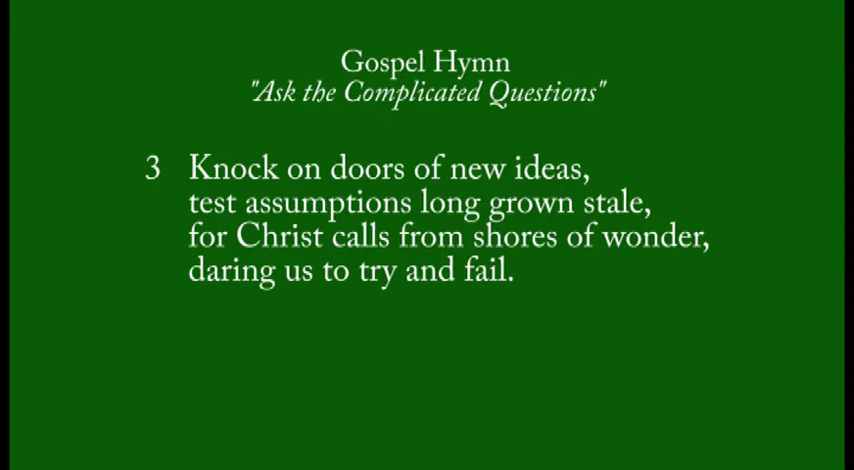 Gospel Hymn
"Ask the Complicated Questions"
3 Knock on doors of new ideas,
test assumptions long grown stale,
for Christ calls from shores of wonder,
daring us to try and fail.